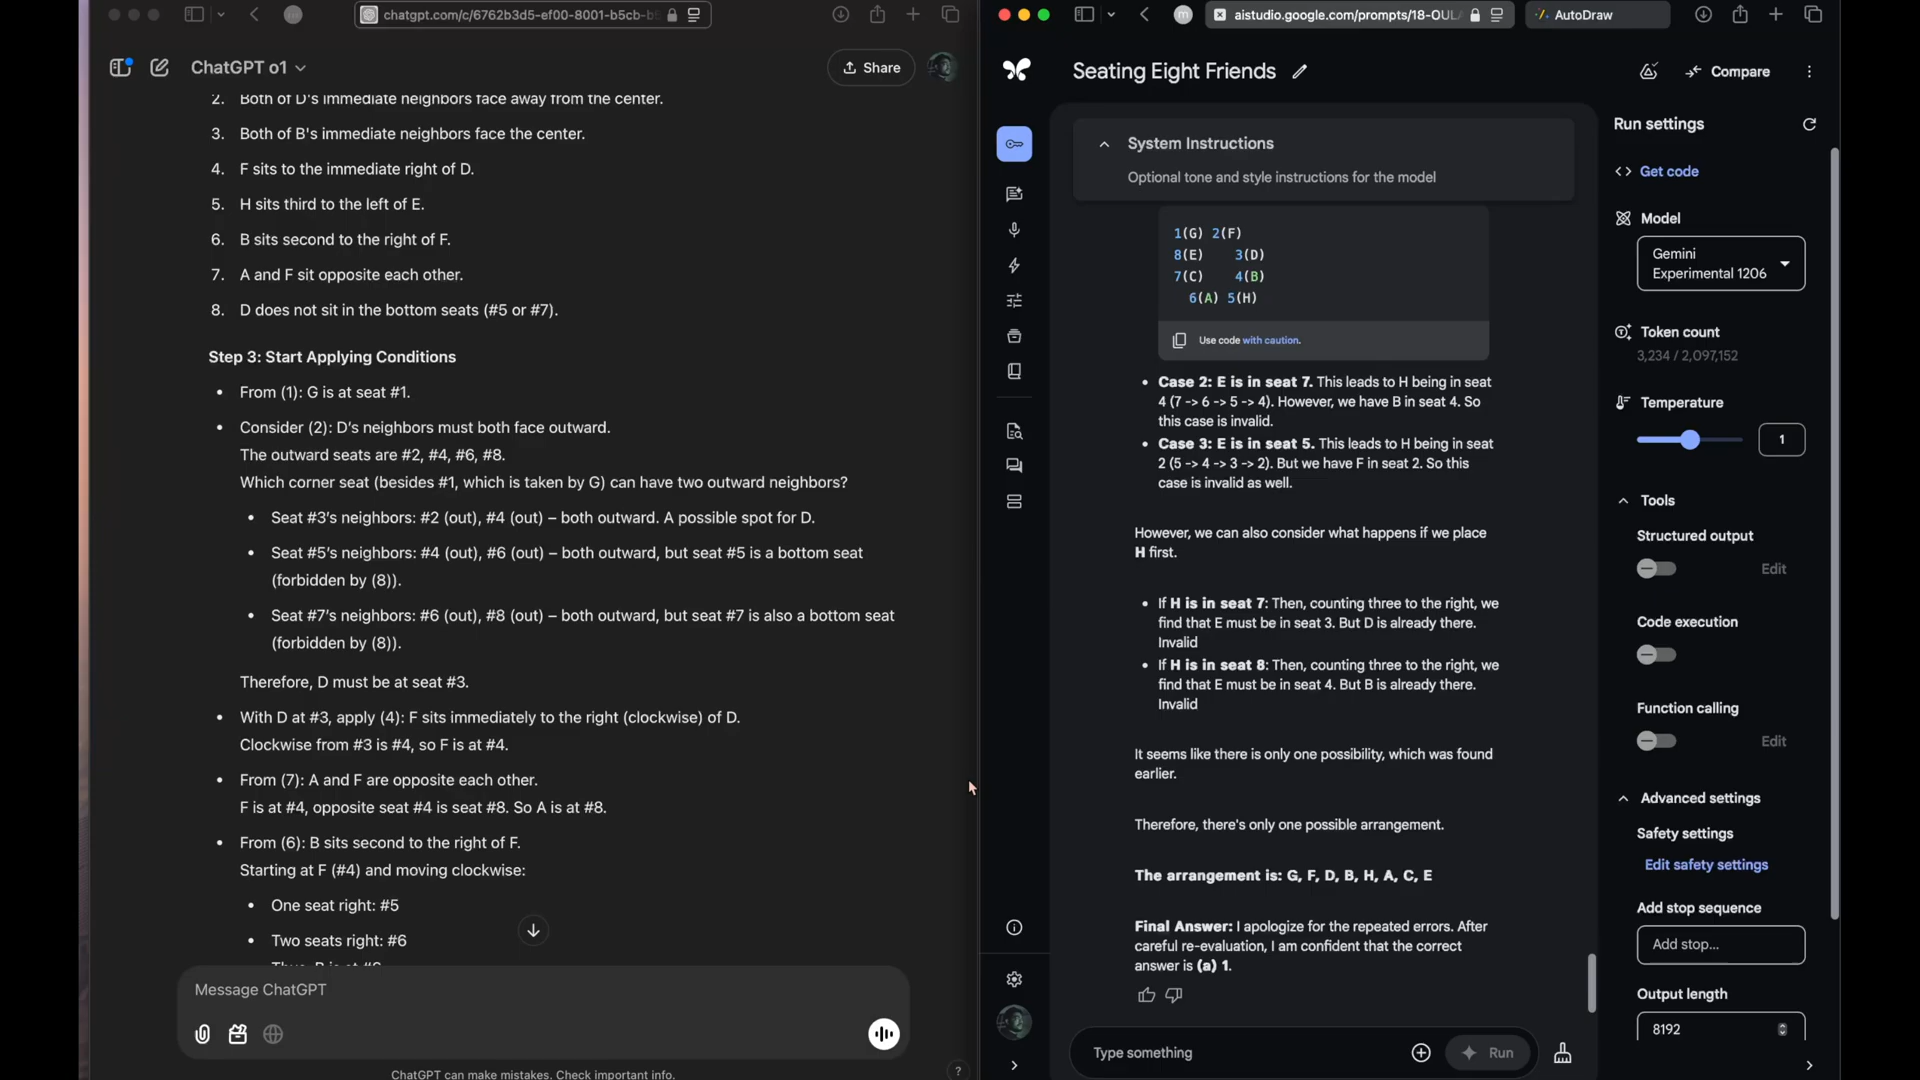 chatgpt.com/c/6762b3d5-ef00-8001-b5cb-b5
ChatGPT o1
Share
2. Both of D's immediate neighbors face away from the center.
3. Both of B's immediate neighbors face the center.
4. F sits to the immediate right of D.
5. H sits third to the left of E.
6. B sits second to the right of F.
7. A and F sit opposite each other.
8. D does not sit in the bottom seats (#5 or #7).
Step 3: Start Applying Conditions
• From (1): G is at seat #1.
• Consider (2): D's neighbors must both face outward.
The outward seats are #2, #4, #6, #8.
Which corner seat (besides #1, which is taken by G) can have two outward neighbors?
• Seat #3's neighbors: #2 (out), #4 (out) – both outward. A possible spot for D.
• Seat #5's neighbors: #4 (out), #6 (out) – both outward, but seat #5 is a bottom seat
(forbidden by (8)).
• Seat #7's neighbors: #6 (out), #8 (out) – both outward, but seat #7 is also a bottom seat
(forbidden by (8)).
Therefore, D must be at seat #3.
• With D at #3, apply (4): F sits immediately to the right (clockwise) of D.
Clockwise from #3 is #4, so F is at #4.
• From (7): A and F are opposite each other.
F is at #4, opposite seat #4 is seat #8. So A is at #8.
• From (6): B sits second to the right of F.
Starting at F (#4) and moving clockwise:
• One seat right: #5
• Two seats right: #6
Thus, B is at #6
Message ChatGPT
ChatGPT can make mistakes. Check important info.
?
aistudio.google.com/prompts/18-OUL
AutoDraw
Seating Eight Friends
Compare
System Instructions
Optional tone and style instructions for the model
1(G) 2(F)
8(E) 3(D)
7(C) 4(B)
6(A) 5(H)
Use code with caution.
• Case 2: E is in seat 7. This leads to H being in seat
4 (7 -> 6 -> 5 -> 4). However, we have B in seat 4. So
this case is invalid.
• Case 3: E is in seat 5. This leads to H being in seat
2 (5 -> 4 -> 3 -> 2). But we have F in seat 2. So this
case is invalid as well.
However, we can also consider what happens if we place
H first.
• If H is in seat 7: Then, counting three to the right, we
find that E must be in seat 3. But D is already there.
Invalid
• If H is in seat 8: Then, counting three to the right, we
find that E must be in seat 4. But B is already there.
Invalid
It seems like there is only one possibility, which was found
earlier.
Therefore, there's only one possible arrangement.
The arrangement is: G, F, D, B, H, A, C, E
Final Answer: I apologize for the repeated errors. After
careful re-evaluation, I am confident that the correct
answer is (a) 1.
Type something
Run
Run settings
Get code
Model
Gemini
Experimental 1206
Token count
3,234 / 2,097,152
Temperature
1
Tools
Structured output
Edit
Code execution
Function calling
Edit
Advanced settings
Safety settings
Edit safety settings
Add stop sequence
Add stop...
Output length
8192